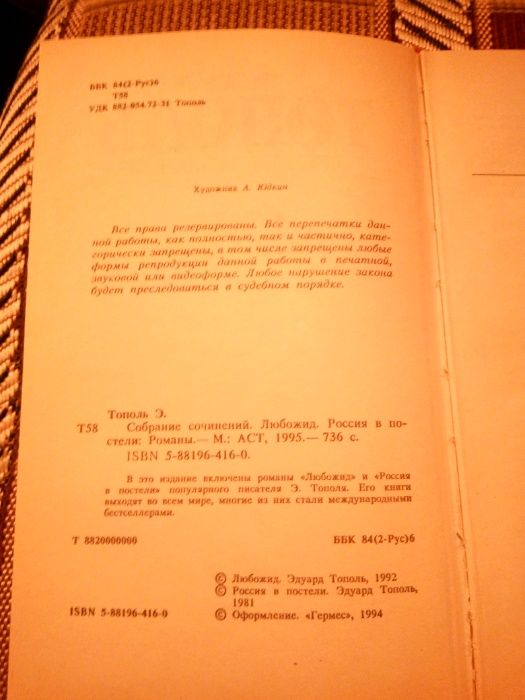 ББК 84(2-Рус)6
Т58
УДК 882-054.72-31 Тополь
Художник А. Юдкин
Все права резервированы. Все перепечатки дан-
ной работы, как полностью, так и частично, кате-
горически запрещены, в том числе запрещены любые
формы репродукции данной работы в печатной,
звуковой или видеоформе. Любое нарушение закона
будет преследоваться в судебном порядке.
Тополь Э.
Т58 Собрание сочинений. Любожид. Россия в по-
стели: Романы.— М.: АСТ, 1995.— 736 с.
ISBN 5-88196-416-0.
В это издание включены романы «Любожид» и «Россия
в постели» популярного писателя Э. Тополя. Его книги
выходят во всем мире, многие из них стали международными
бестселлерами.
Т 8820000000 ББК 84(2-Рус)6
© Любожид. Эдуард Тополь, 1992
© Россия в постели. Эдуард Тополь,
1981
ISBN 5-88196-416-0 © Оформление. «Гермес», 1994